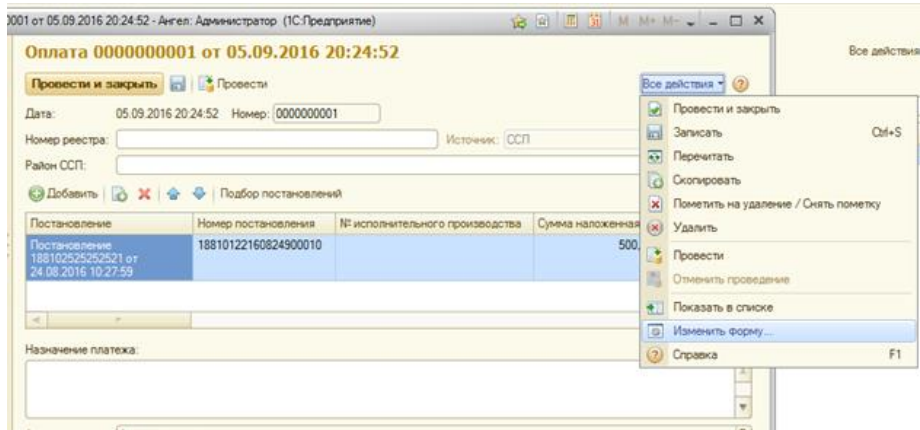 0001 от 05.09.2016 20:24:52 - Ангел: Администратор (1С:Предприятие)
M M+ M-
Оплата 0000000001 от 05.09.2016 20:24:52
Все действия
Провести и закрыть Провести Все действия
Дата: 05.09.2016 20:24:52 Номер: 0000000001
Номер реестра: Источник: ССП
Район ССП:
Добавить Подбор постановлений
Постановление Номер постановления № исполнительного производства Сумма наложенная
Постановление 18810122160824900010 500,
188102525252521 от
24.08.2016 10:27:59
Назначение платежа:
Провести и закрыть
Записать Ctrl+S
Перечитать
Скопировать
Пометить на удаление / Снять пометку
Удалить
Провести
Отменить проведение
Показать в списке
Изменить форму...
Справка F1